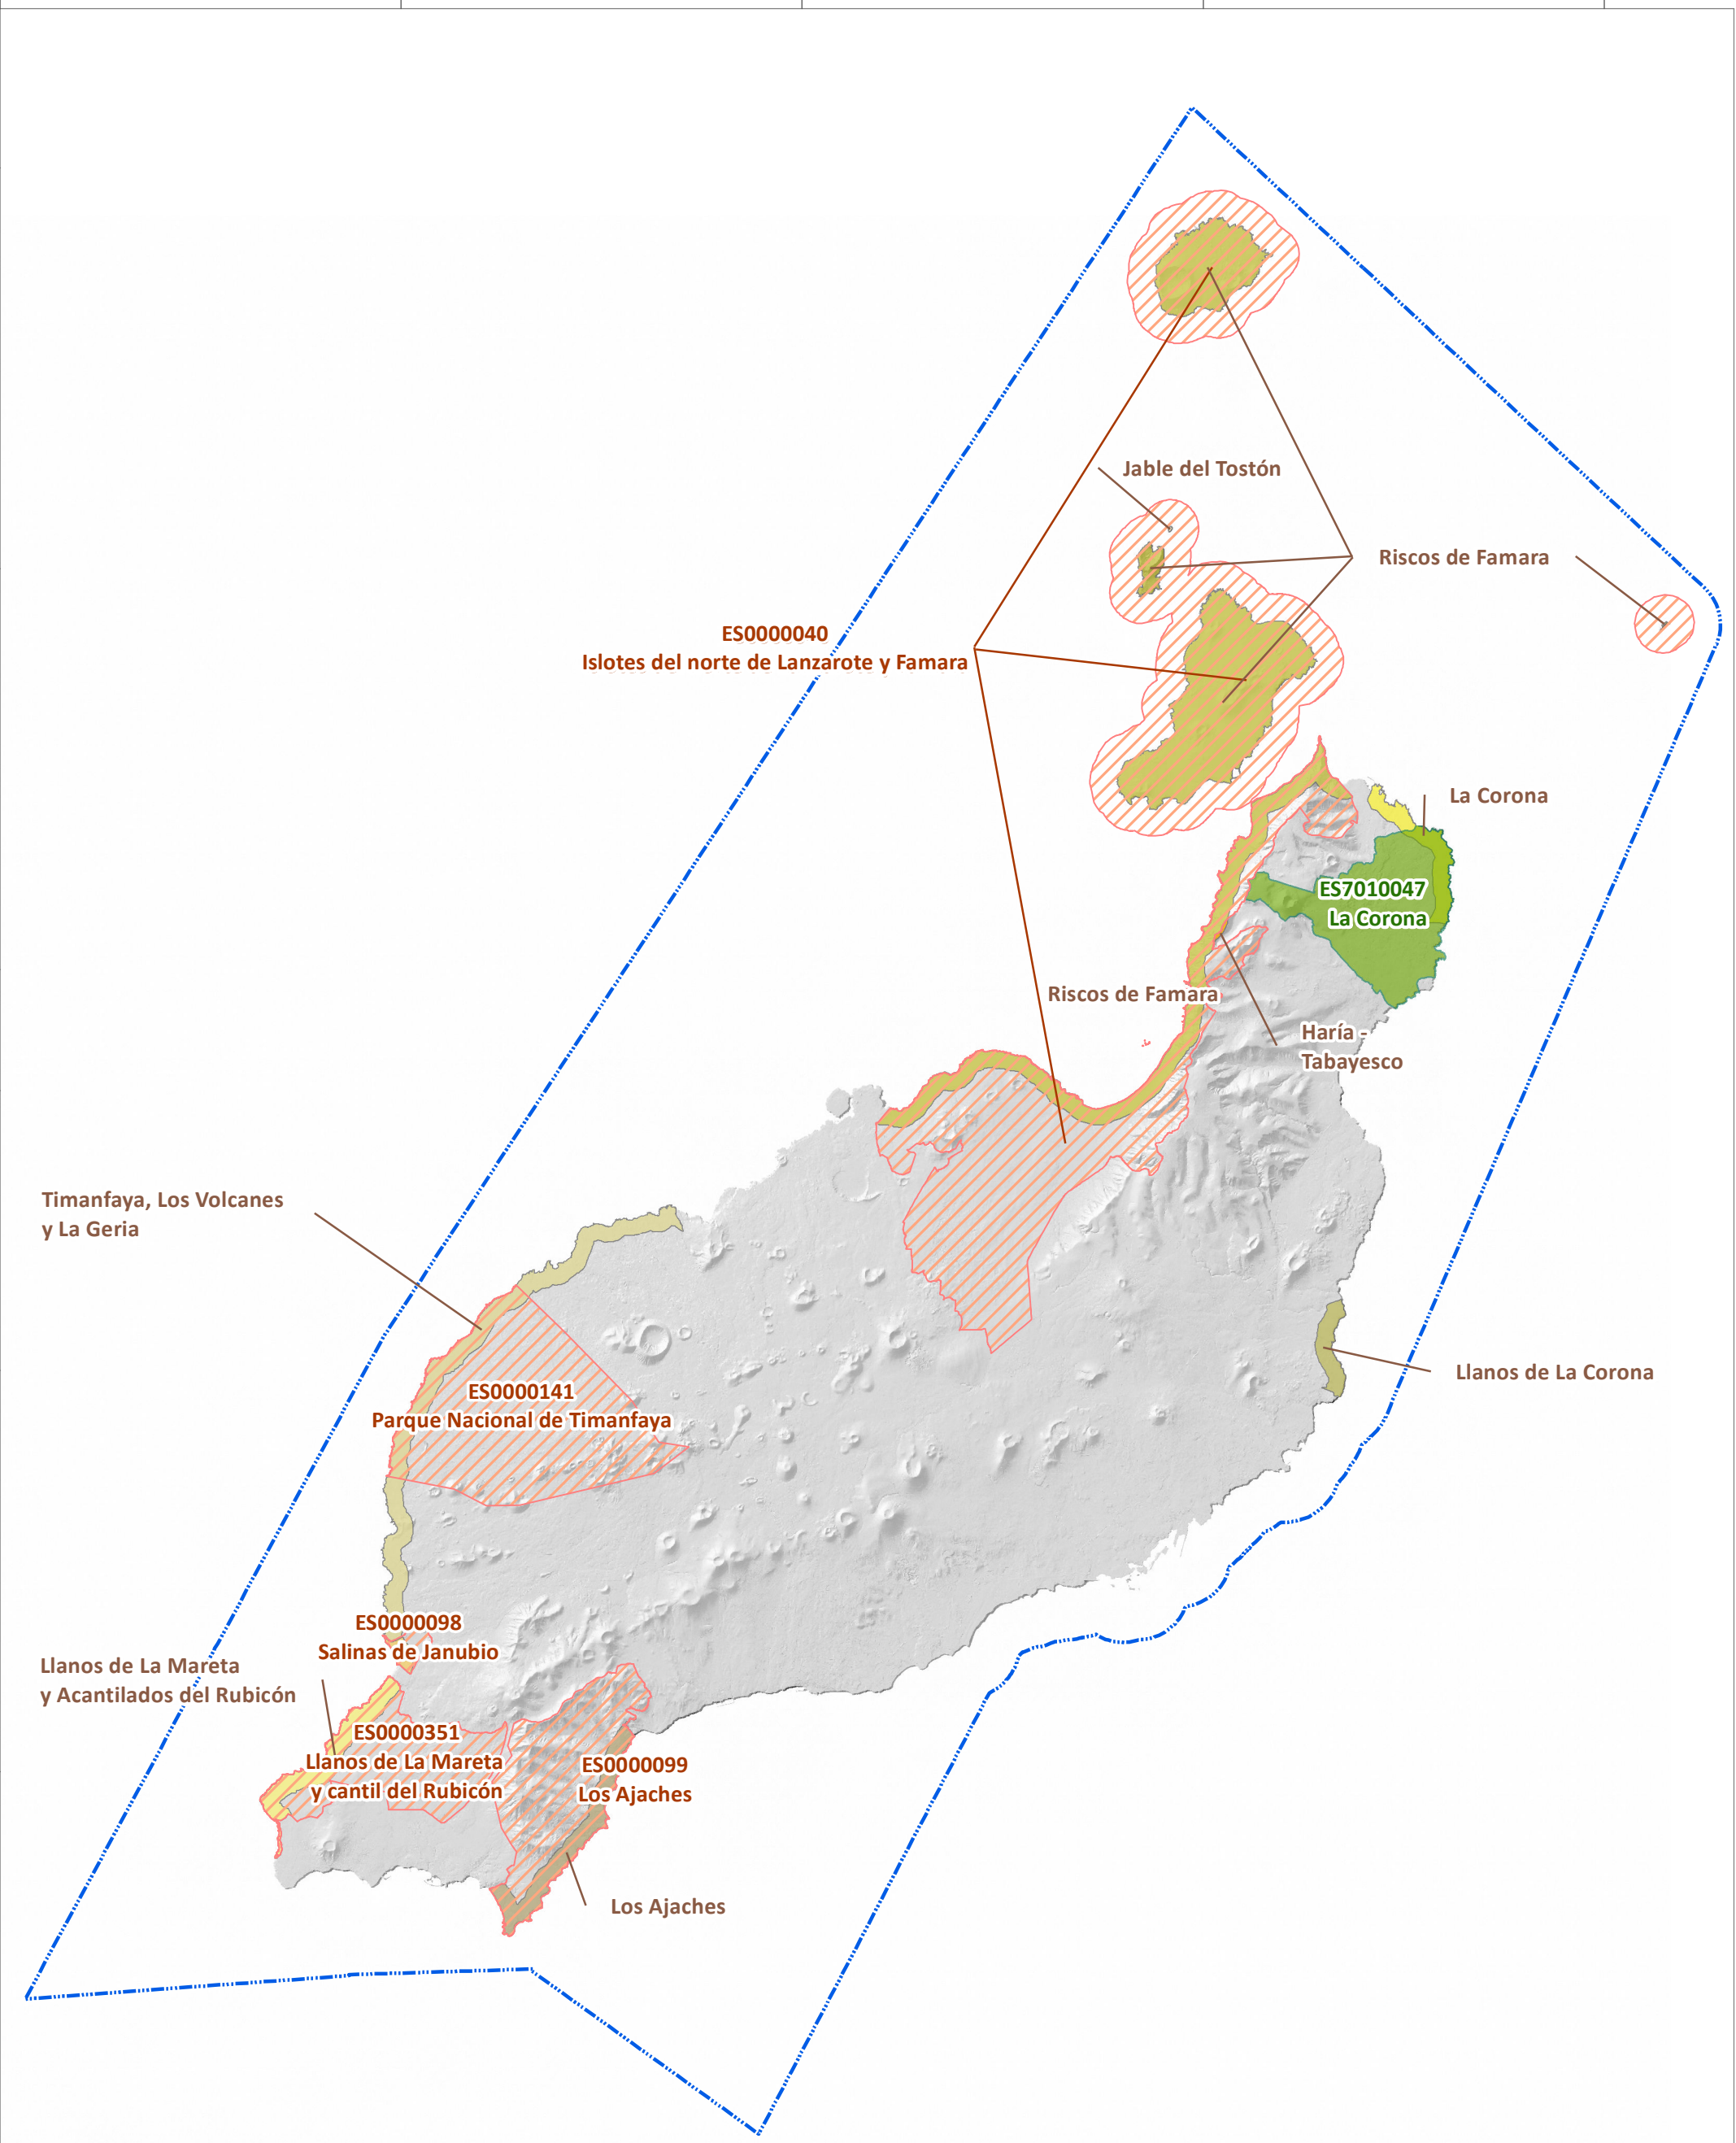 Jable del Tostón
Riscos de Famara
ES0000040
Islotes del norte de Lanzarote y Famara
La Corona
ES7010047
La Corona
Riscos de Famara
Haría -
Tabayesco
Timanfaya, Los Volcanes
y La Geria
Llanos de La Corona
ES0000141
Parque Nacional de Timanfaya
ES0000098
Salinas de Janubio
Llanos de La Mareta
y Acantilados del Rubicón
ES0000351
Llanos de La Mareta
y cantil del Rubicón
ES0000099
Los Ajaches
Los Ajaches